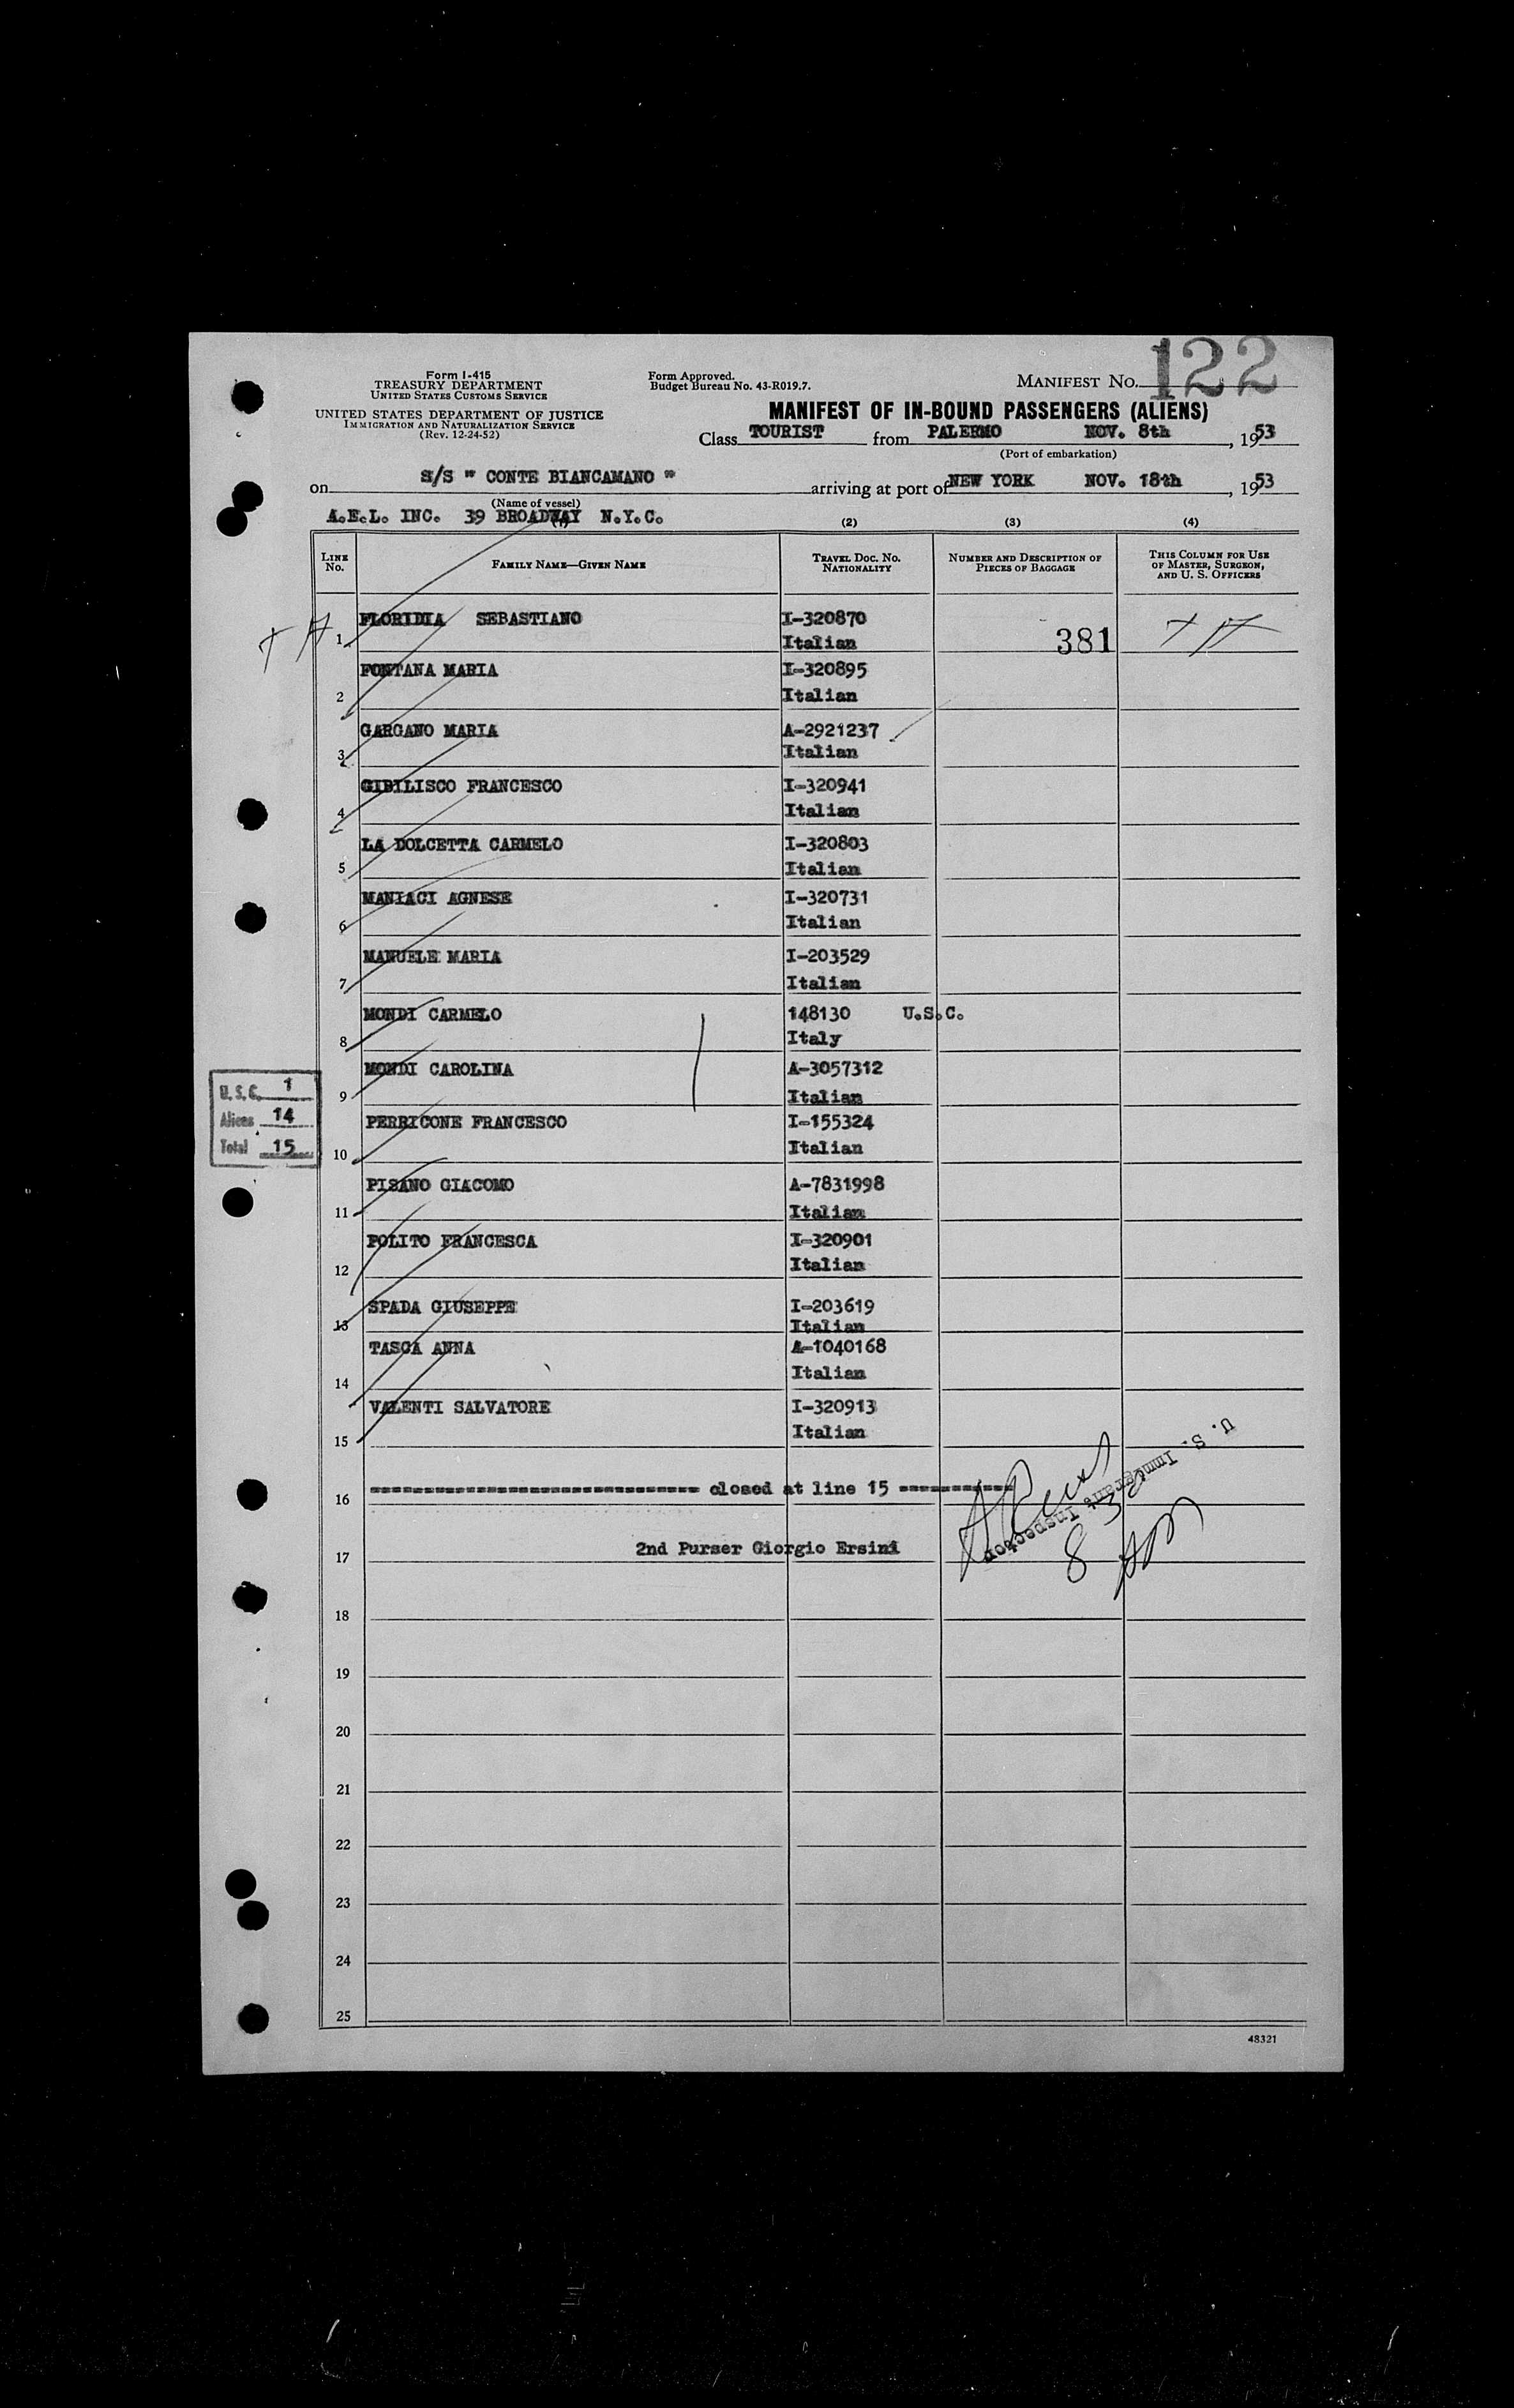 122
Form I-415
TREASURY DEPARTMENT
UNITED STATES CUSTOMS SERVICE
UNITED STATES DEPARTMENT OF JUSTICE
IMMIGRATION AND NATURALIZATION SERVICE
(Rev. 12-24-52)
Form Approved.
Budget Bureau No. 43-R019.7.
MANIFEST NO.
MANIFEST OF IN-BOUND PASSENGERS (ALIENS)
Class TOURIST from PALERMO NOV. 8th, 1953
(Port of embarkation)
on S/S " CONTE BIANCAMANO " arriving at port of NEW YORK NOV. 18th, 1953
(Name of vessel)
A.E.L. INC. 39 BROADWAY N.Y.C.
(1) (2) (3) (4)
LINE No. FAMILY NAME—GIVEN NAME TRAVEL DOC. NO. NATIONALITY NUMBER AND DESCRIPTION OF PIECES OF BAGGAGE THIS COLUMN FOR USE OF MASTER, SURGEON, AND U. S. OFFICERS
1 FLORIDIA SEBASTIANO I-320870
Italian 381
2 FONTANA MARIA I-320895
Italian
3 GARGANO MARIA A-2921237
Italian
4 GIBILISCO FRANCESCO I-320941
Italian
5 LA DOLCETTA CARMELO I-320803
Italian
6 MANIACI AGNESE I-320731
Italian
7 MANUELE MARIA I-203529
Italian
8 MONDI CARMELO 148130 U.S.C.
Italy
9 MONDI CAROLINA A-3057312
Italian
U.S.C. 1
Aliens 14
Total 15
10 PERRICONE FRANCESCO I-155324
Italian
11 PISANO GIACOMO A-7831998
Italian
12 POLITO FRANCESCA I-320901
Italian
13 SPADA GIUSEPPE I-203619
Italian
14 TASCA ANNA A-1040168
Italian
15 VALENTI SALVATORE I-320913
Italian
U. S. Immigrant Inspector
16 ------------------------------ closed at line 15 -----------
17 2nd Purser Giorgio Ersini
18
19
20
21
22
23
24
25
48321